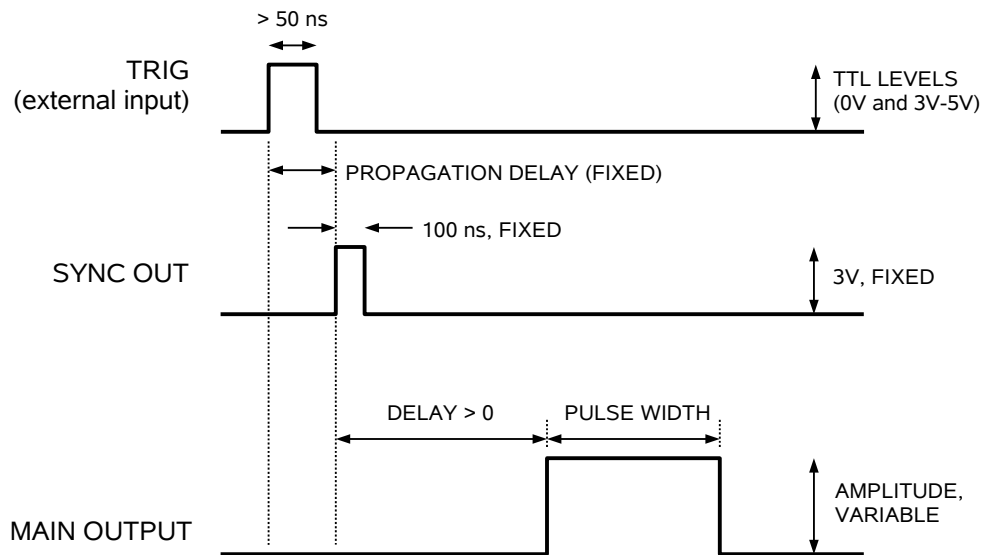 > 50 ns
TRIG
(external input)
TTL LEVELS
(0V and 3V-5V)
PROPAGATION DELAY (FIXED)
100 ns, FIXED
SYNC OUT
3V, FIXED
DELAY > 0
PULSE WIDTH
AMPLITUDE,
VARIABLE
MAIN OUTPUT